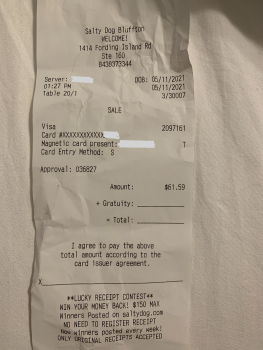 Salty Dog Bluffton
WELCOME!
1414 Fording Island Rd
Ste 160
8438373344
Server:
DOB: 05/11/2021
01:27 PM
05/11/2021
Table 20/1
3/30007
SALE
Visa
2097161
Card #XXXXXXXXXXXX
Magnetic card present:
T
Card Entry Method: S
Approval: 036827
Amount: $61.59
+ Gratuity:
= Total:
I agree to pay the above
total amount according to the
card issuer agreement.
X
**LUCKY RECEIPT CONTEST**
WIN YOUR MONEY BACK! $150 MAX
Winners Posted on saltydog.com
NO NEED TO REGISTER RECEIPT
New winners posted every week!
ONLY ORIGINAL RECEIPTS ACCEPTED